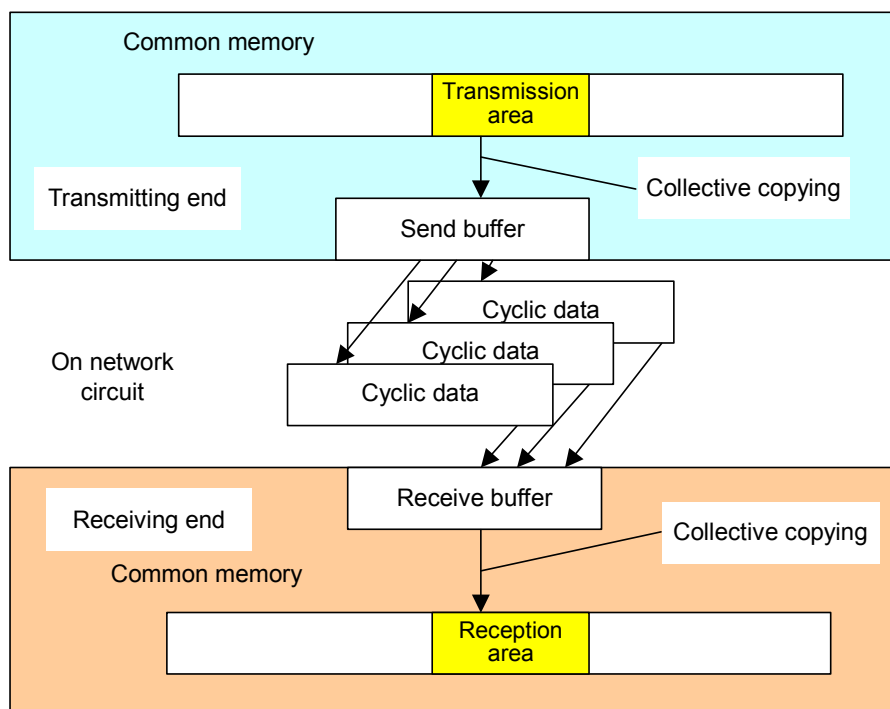 Common memory
Transmission
area
Transmitting end
Collective copying
Send buffer
Cyclic data
Cyclic data
Cyclic data
On network
circuit
Receive buffer
Receiving end
Collective copying
Common memory
Reception
area